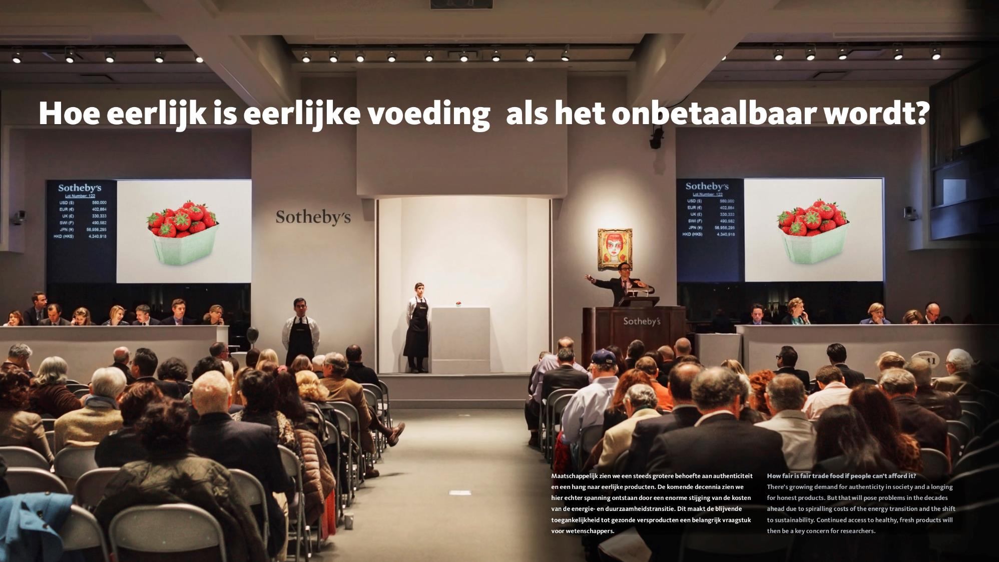 Hoe eerlijk is eerlijke voeding als het onbetaalbaar wordt?
Sotheby's
Lot Number: 122
USD ($) 560,000
EUR (€) 402,864
UK (£) 330,333
SWI (F) 490,582
JPN (¥) 56,956,295
HKD (HK$) 4,340,918
Sotheby's
Sotheby's
Lot Number: 122
USD ($) 560,000
EUR (€) 402,864
UK (£) 330,333
SWI (F) 490,582
JPN (¥) 56,956,295
HKD (HK$) 4,340,918
Sotheby's
Maatschappelijk zien we een steeds grotere behoefte aan authenticiteit
en een hang naar eerlijke producten. De komende decennia zien we
hier echter spanning ontstaan door een enorme stijging van de kosten
van de energie- en duurzaamheidstransitie. Dit maakt de blijvende
toegankelijkheid tot gezonde versproducten een belangrijk vraagstuk
voor wetenschappers.
How fair is fair trade food if people can't afford it?
There's growing demand for authenticity in society and a longing
for honest products. But that will pose problems in the decades
ahead due to spiralling costs of the energy transition and the shift
to sustainability. Continued access to healthy, fresh products will
then be a key concern for researchers.